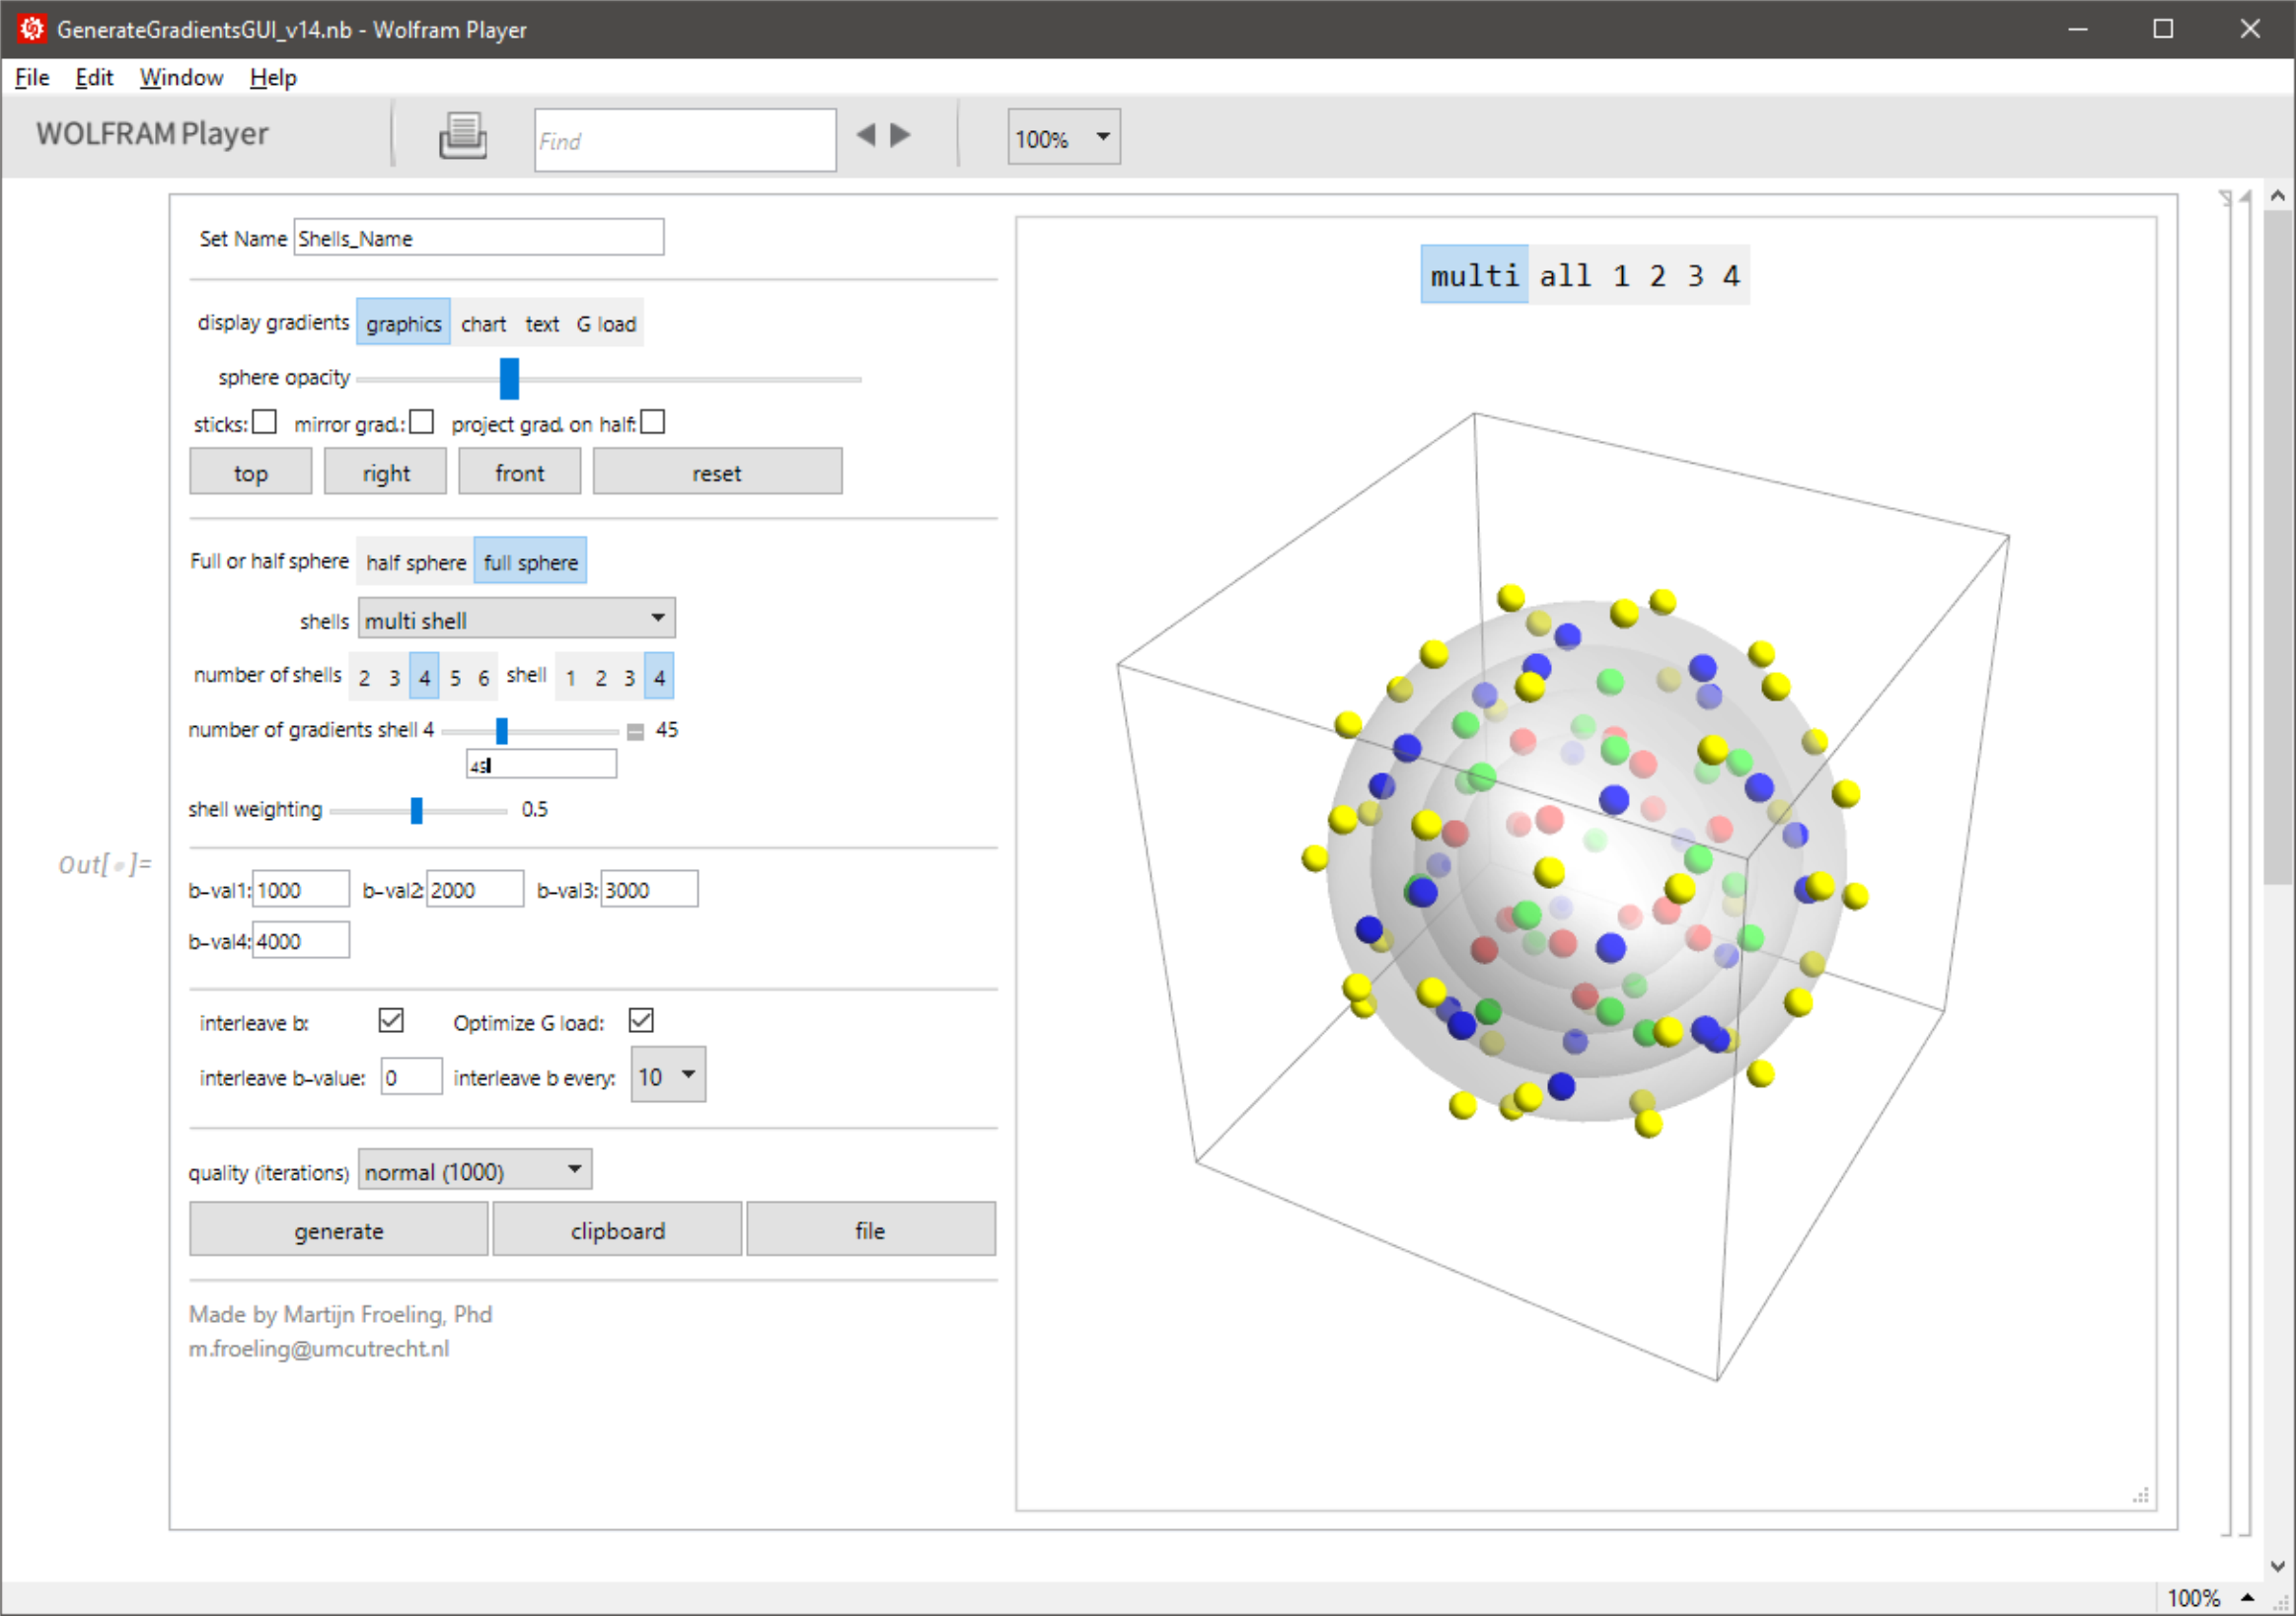 GenerateGradientsGUI_v14.nb - Wolfram Player
File Edit Window Help
WOLFRAM Player Find 100%
Set Name Shells_Name
display gradients graphics chart text G load
sphere opacity
sticks: mirror grad.: project grad. on half:
top right front reset
Full or half sphere half sphere full sphere
shells multi shell
number of shells 2 3 4 5 6 shell 1 2 3 4
number of gradients shell 4 45
45
shell weighting 0.5
Out[ ]=
b-val1: 1000 b-val2: 2000 b-val3: 3000
b-val4: 4000
interleave b: Optimize G load:
interleave b-value: 0 interleave b every: 10
quality (iterations) normal (1000)
generate clipboard file
Made by Martijn Froeling, Phd
m.froeling@umcutrecht.nl
multi all 1 2 3 4
100%